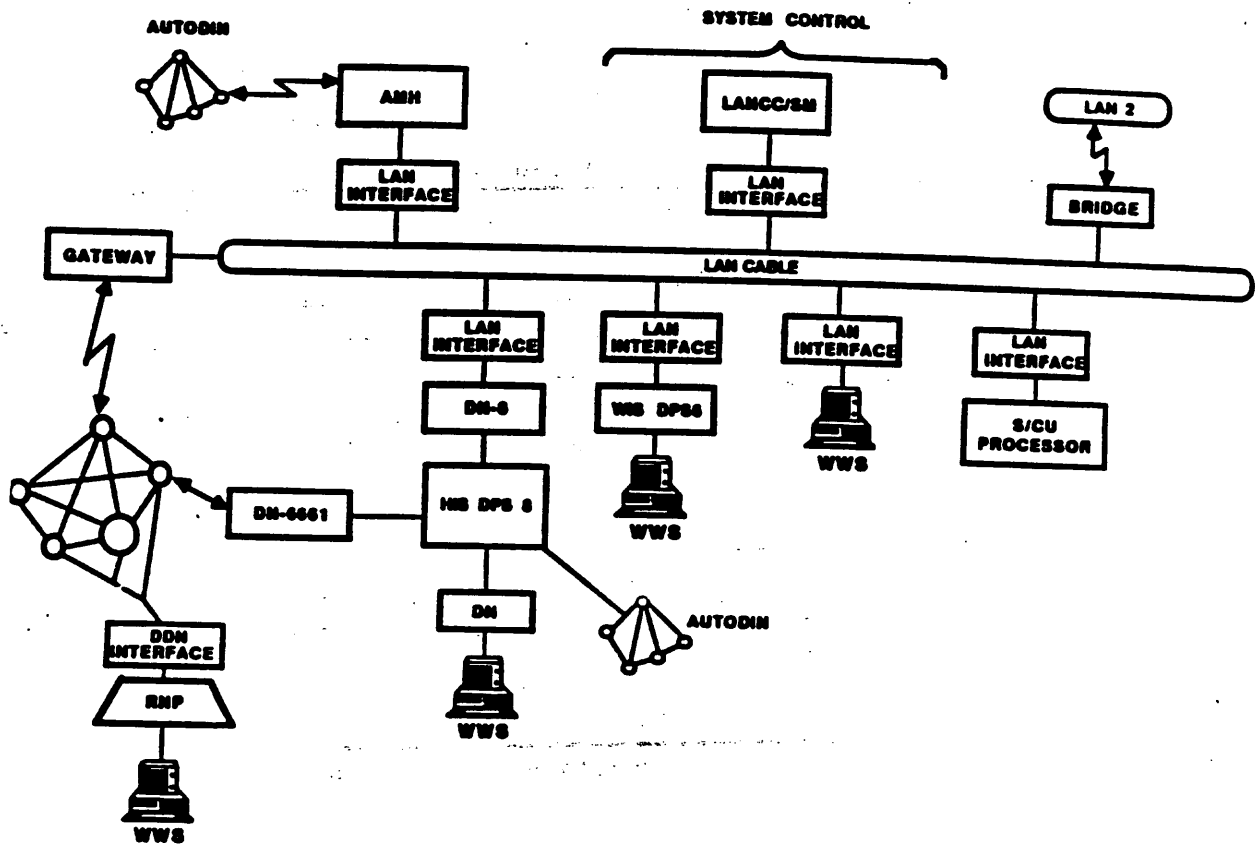 SYSTEM CONTROL
AUTODIN
AMH
LANCC/SM
LAN 2
LAN
INTERFACE
LAN
INTERFACE
BRIDGE
GATEWAY
LAN CABLE
LAN
INTERFACE
LAN
INTERFACE
LAN
INTERFACE
LAN
INTERFACE
DN-6
WIS DPS6
WWS
S/CU
PROCESSOR
HIS DPS 8
DN-6661
WWS
DN
AUTODIN
DDN
INTERFACE
RNP
WWS
WWS